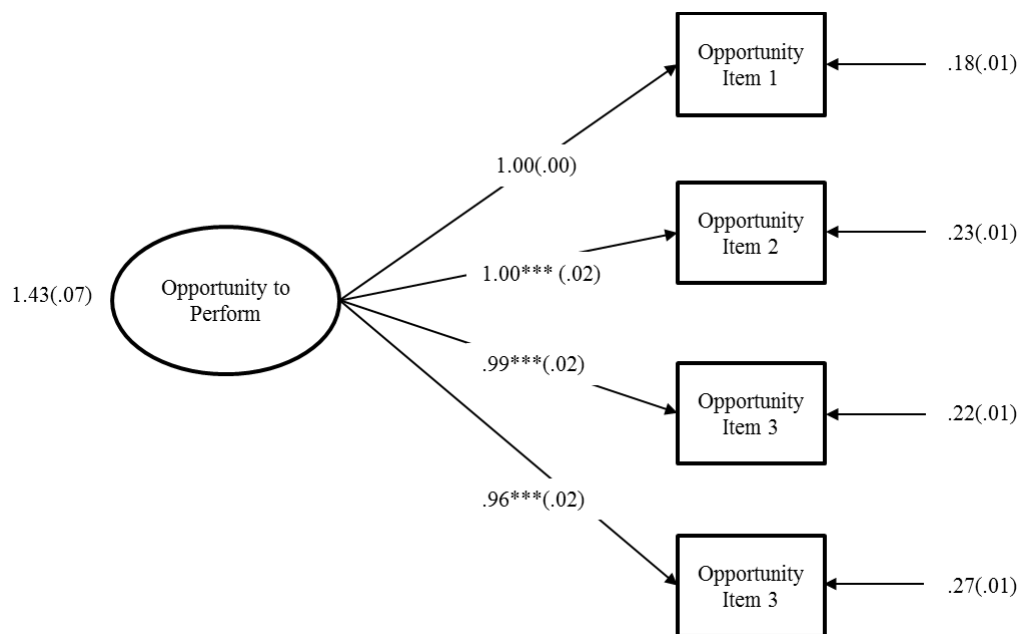 Opportunity
Item 1
.18(.01)
1.00(.00)
Opportunity
Item 2
.23(.01)
1.00*** (.02)
1.43(.07)
Opportunity to
Perform
.99***(.02)
Opportunity
Item 3
.22(.01)
.96***(.02)
Opportunity
Item 3
.27(.01)